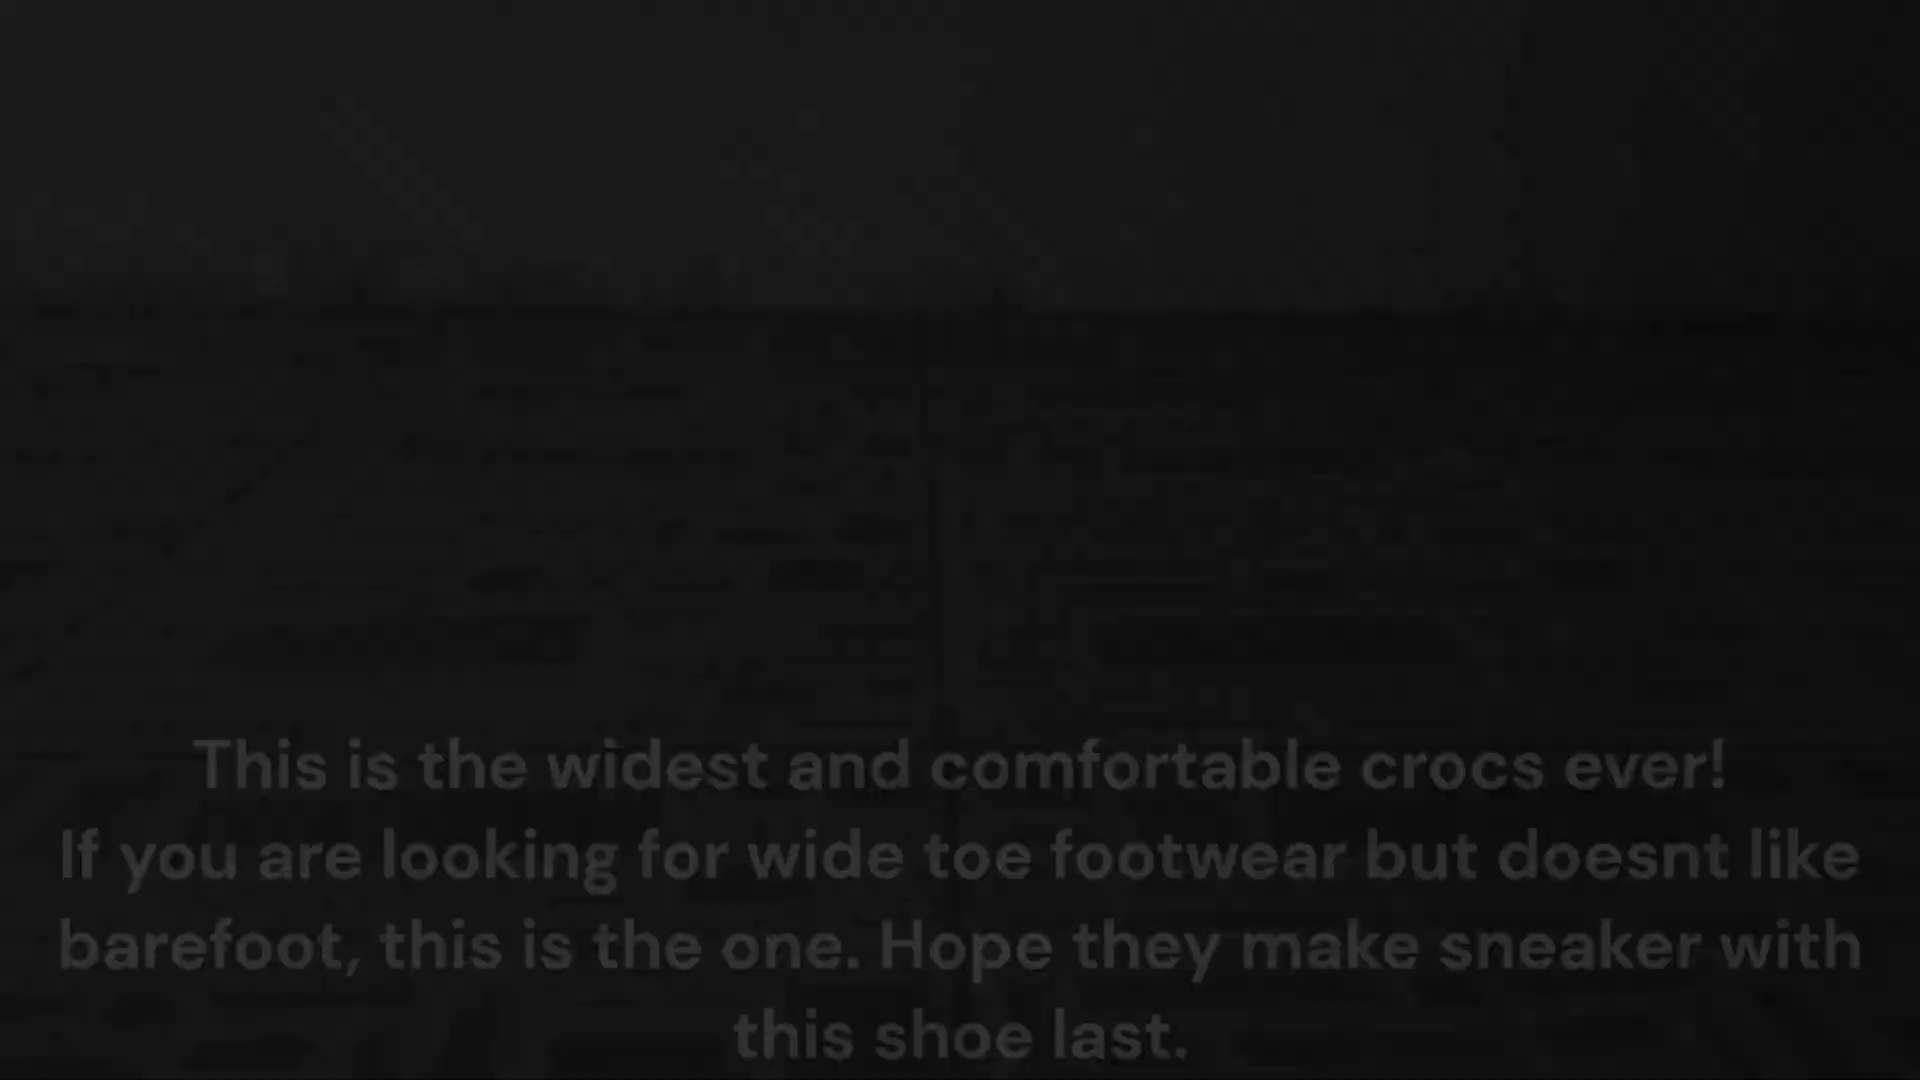 This is the widest and comfortable crocs ever!
If you are looking for wide toe footwear but doesnt like
barefoot, this is the one. Hope they make sneaker with
this shoe last.